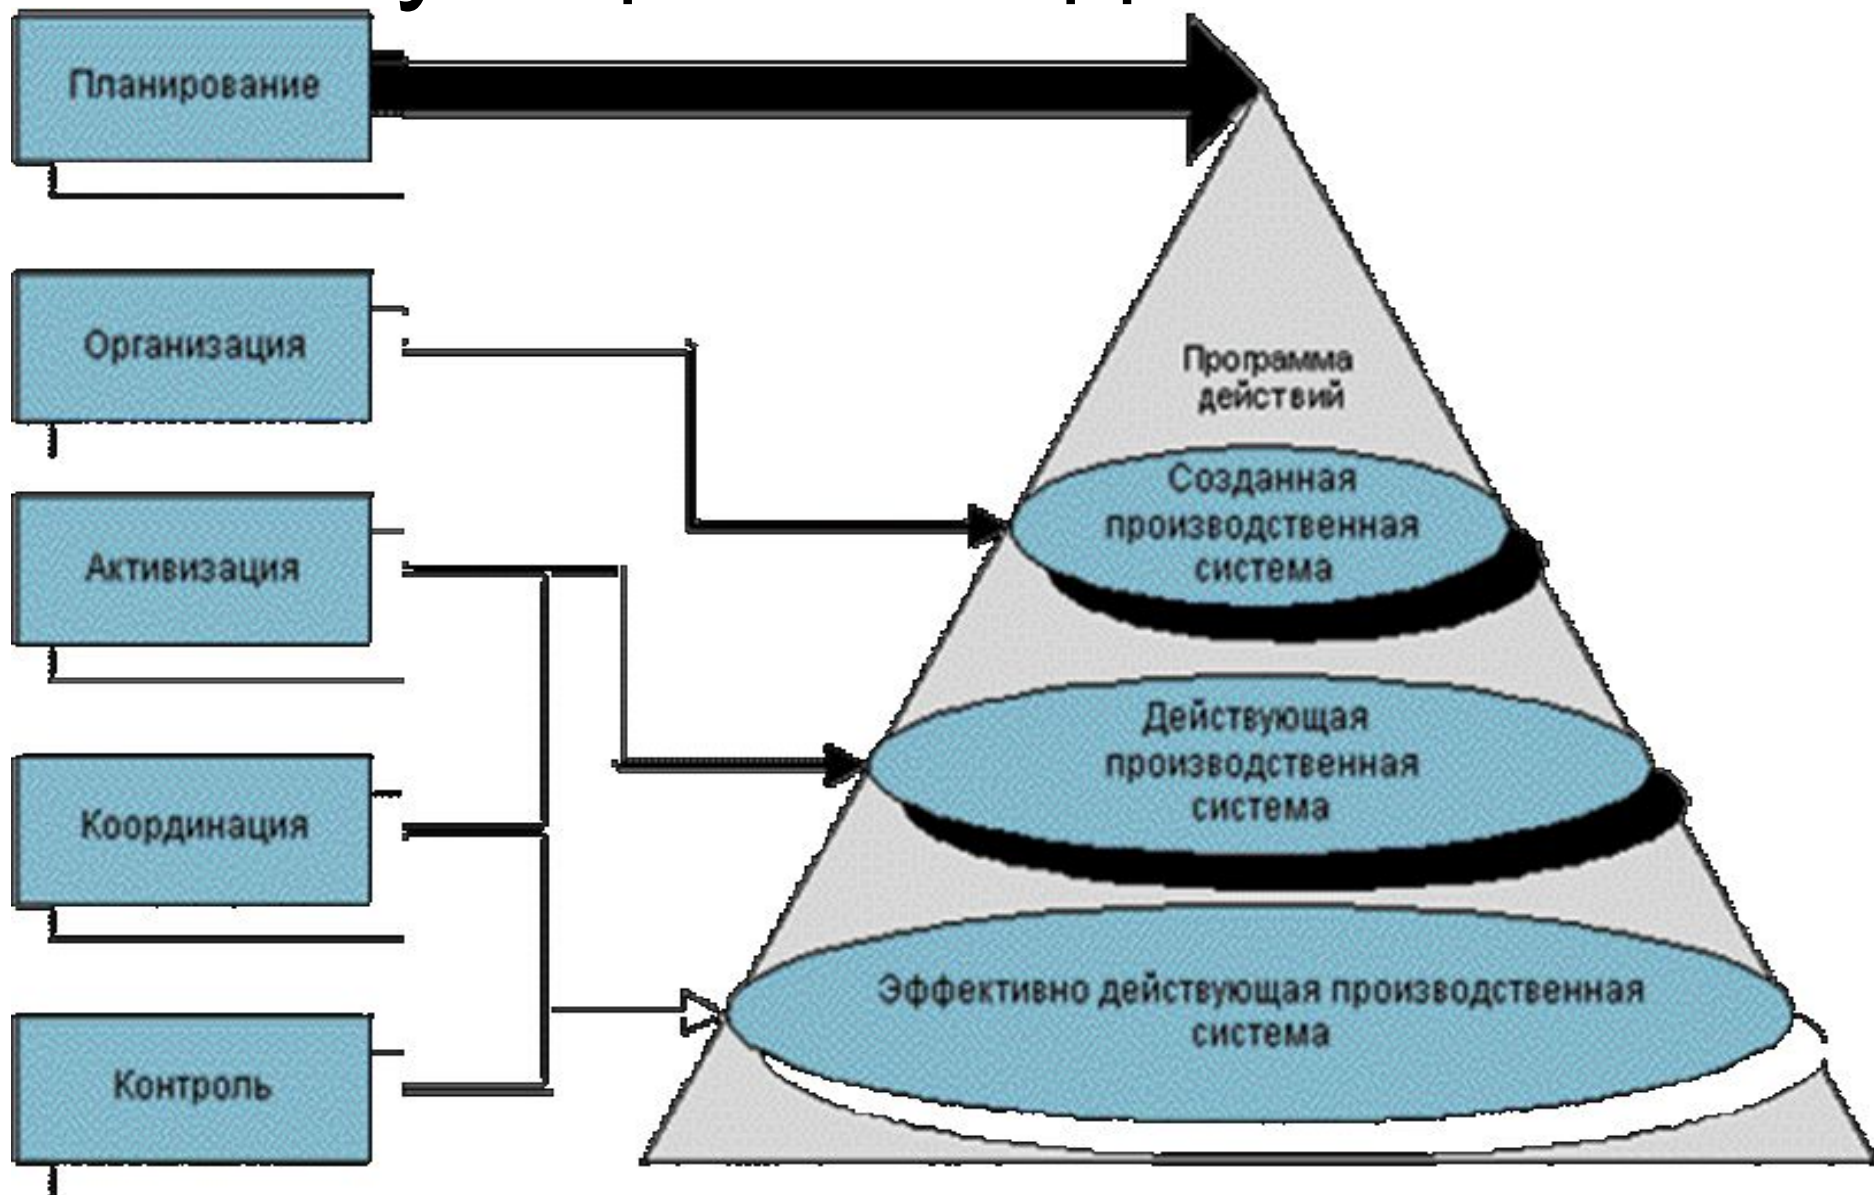 Планирование
Организация
Активизация
Координация
Контроль
Программа
действий
Созданная
производственная
система
Действующая
производственная
система
Эффективно действующая производственная
система